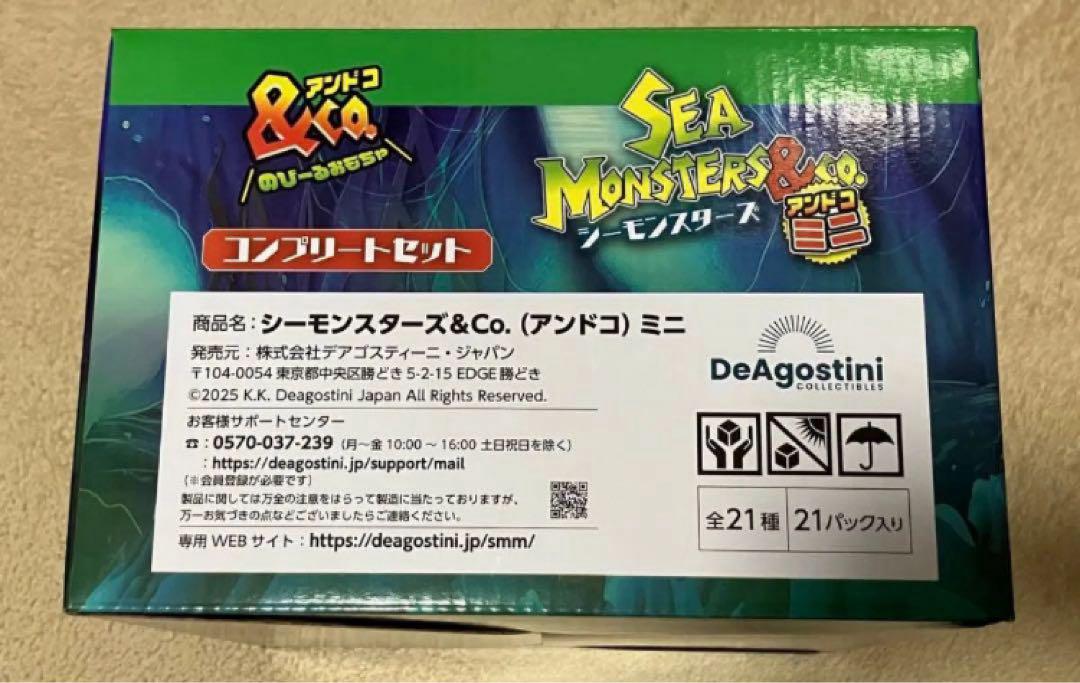 アンドコ
&CO.
のびーるおもちゃ
SEA
MONSTERS&CO.
シーモンスターズ
アンドコ
ミニ
コンプリートセット
商品名：シーモンスターズ&Co.（アンドコ）ミニ
発売元：株式会社デアゴスティーニ・ジャパン
〒104-0054 東京都中央区勝どき 5-2-15 EDGE 勝どき
©2025 K.K. Deagostini Japan All Rights Reserved.
お客様サポートセンター
☎：0570-037-239（月〜金 10:00 〜 16:00 土日祝日を除く）
：https://deagostini.jp/support/mail
（※会員登録が必要です）
製品に関しては万全の注意をはらって製造に当たっておりますが、
万一お気づきの点などございましたらご連絡ください。
専用 WEB サイト：https://deagostini.jp/smm/
DeAgostini
COLLECTIBLES
全21種
21パック入り